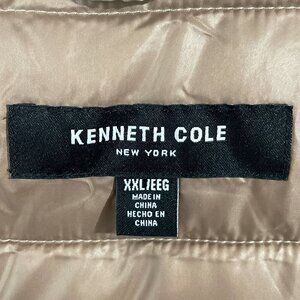 KENNETH COLE
NEW YORK
XXL/EEG
MADE IN
CHINA
HECHO EN
CHINA